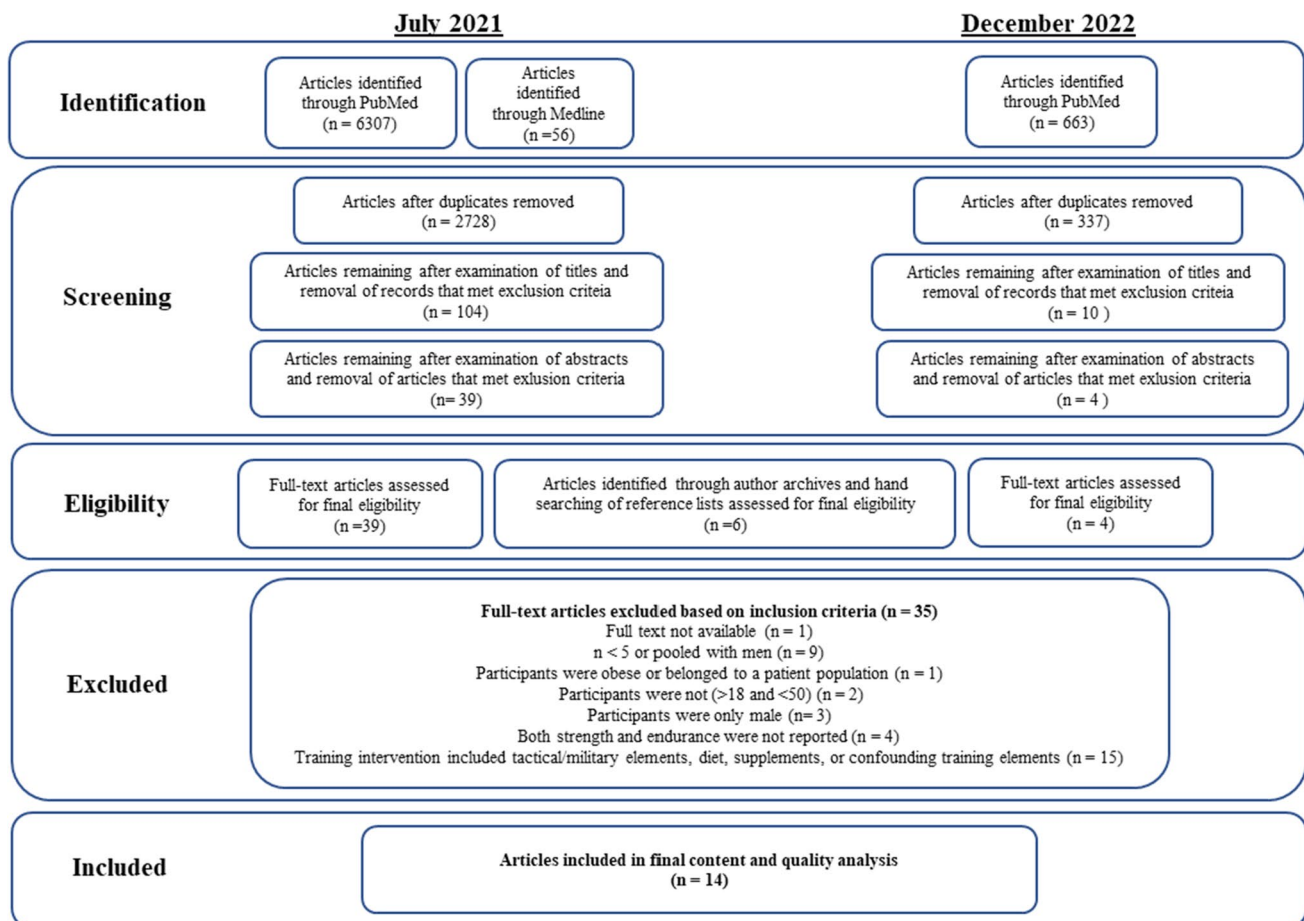 July 2021
December 2022
Identification
Articles identified
through PubMed
(n = 6307)
Articles
identified
through Medline
(n =56)
Articles identified
through PubMed
(n = 663)
Screening
Articles after duplicates removed
(n = 2728)
Articles after duplicates removed
(n = 337)
Articles remaining after examination of titles and
removal of records that met exclusion criteia
(n = 104)
Articles remaining after examination of titles and
removal of records that met exclusion criteia
(n = 10 )
Articles remaining after examination of abstracts
and removal of articles that met exlusion criteria
(n= 39)
Articles remaining after examination of abstracts
and removal of articles that met exlusion criteria
(n = 4 )
Eligibility
Full-text articles assessed
for final eligibility
(n =39)
Articles identified through author archives and hand
searching of reference lists assessed for final eligibility
(n =6)
Full-text articles assessed
for final eligibility
(n = 4)
Excluded
Full-text articles excluded based on inclusion criteria (n = 35)
Full text not available (n = 1)
n < 5 or pooled with men (n = 9)
Participants were obese or belonged to a patient population (n = 1)
Participants were not (>18 and <50) (n = 2)
Participants were only male (n= 3)
Both strength and endurance were not reported (n = 4)
Training intervention included tactical/military elements, diet, supplements, or confounding training elements (n = 15)
Included
Articles included in final content and quality analysis
(n = 14)